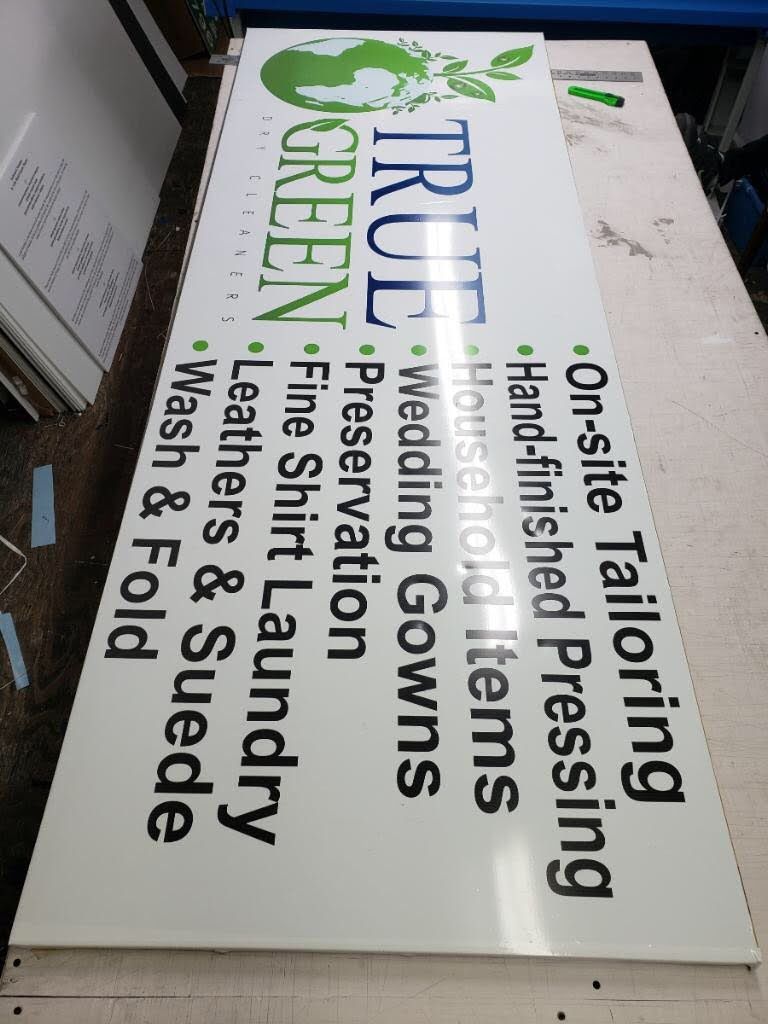 TRUE
GREEN
DRY CLEANERS
• On-site Tailoring
• Hand-finished Pressing
• Household Items
• Wedding Gowns
• Preservation
• Fine Shirt Laundry
• Leathers & Suede
• Wash & Fold